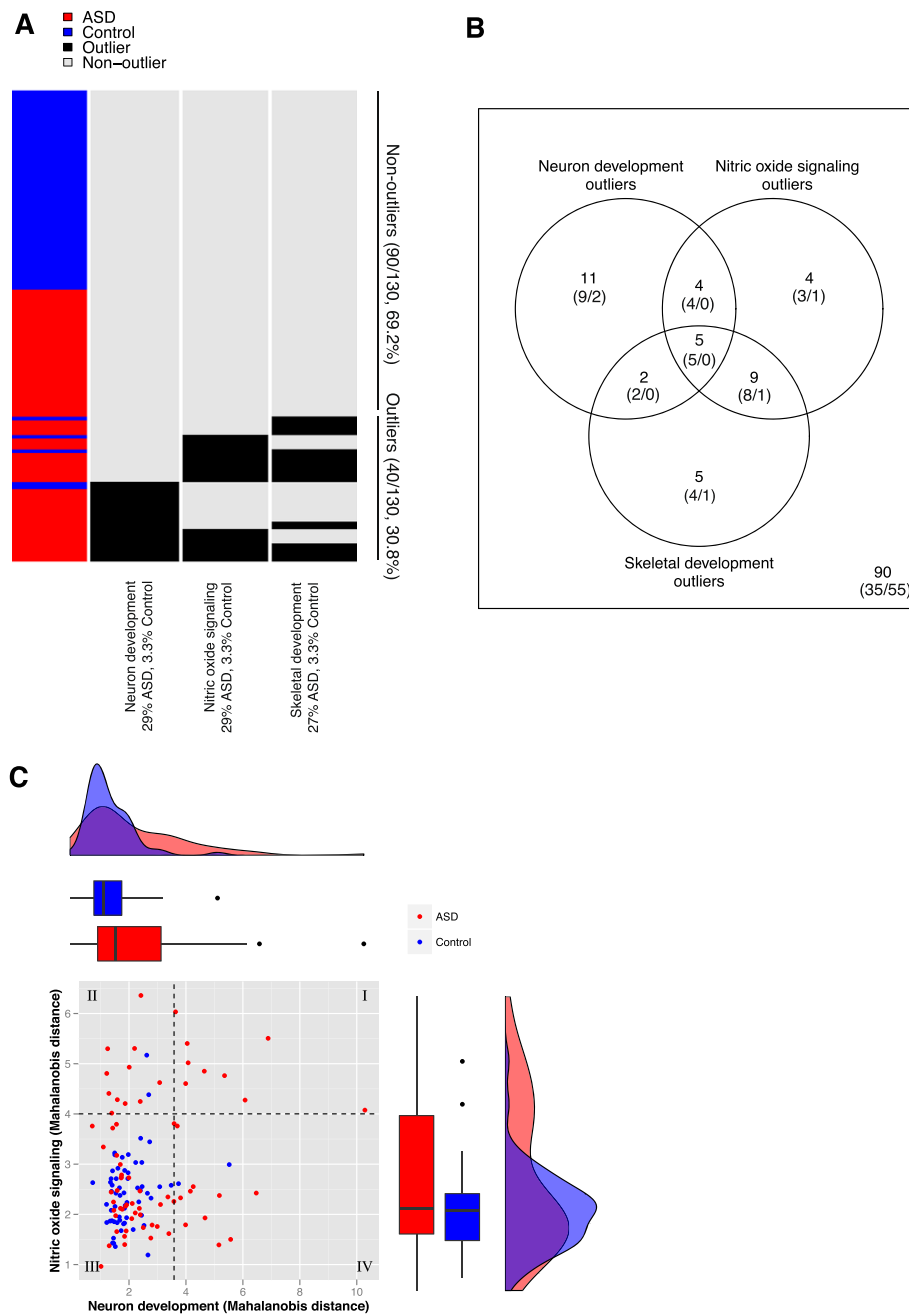 A
ASD
Control
Outlier
Non−outlier
Non-outliers (90/130, 69.2%)
Outliers (40/130, 30.8%)
Neuron development
29% ASD, 3.3% Control
Nitric oxide signaling
29% ASD, 3.3% Control
Skeletal development
27% ASD, 3.3% Control
B
Neuron development
outliers
Nitric oxide signaling
outliers
11
(9/2)
4
(4/0)
4
(3/1)
5
(5/0)
2
(2/0)
9
(8/1)
5
(4/1)
Skeletal development
outliers
90
(35/55)
C
ASD
Control
Nitric oxide signaling (Mahalanobis distance)
II
I
III
IV
6
5
4
3
2
1
2
4
6
8
10
Neuron development (Mahalanobis distance)